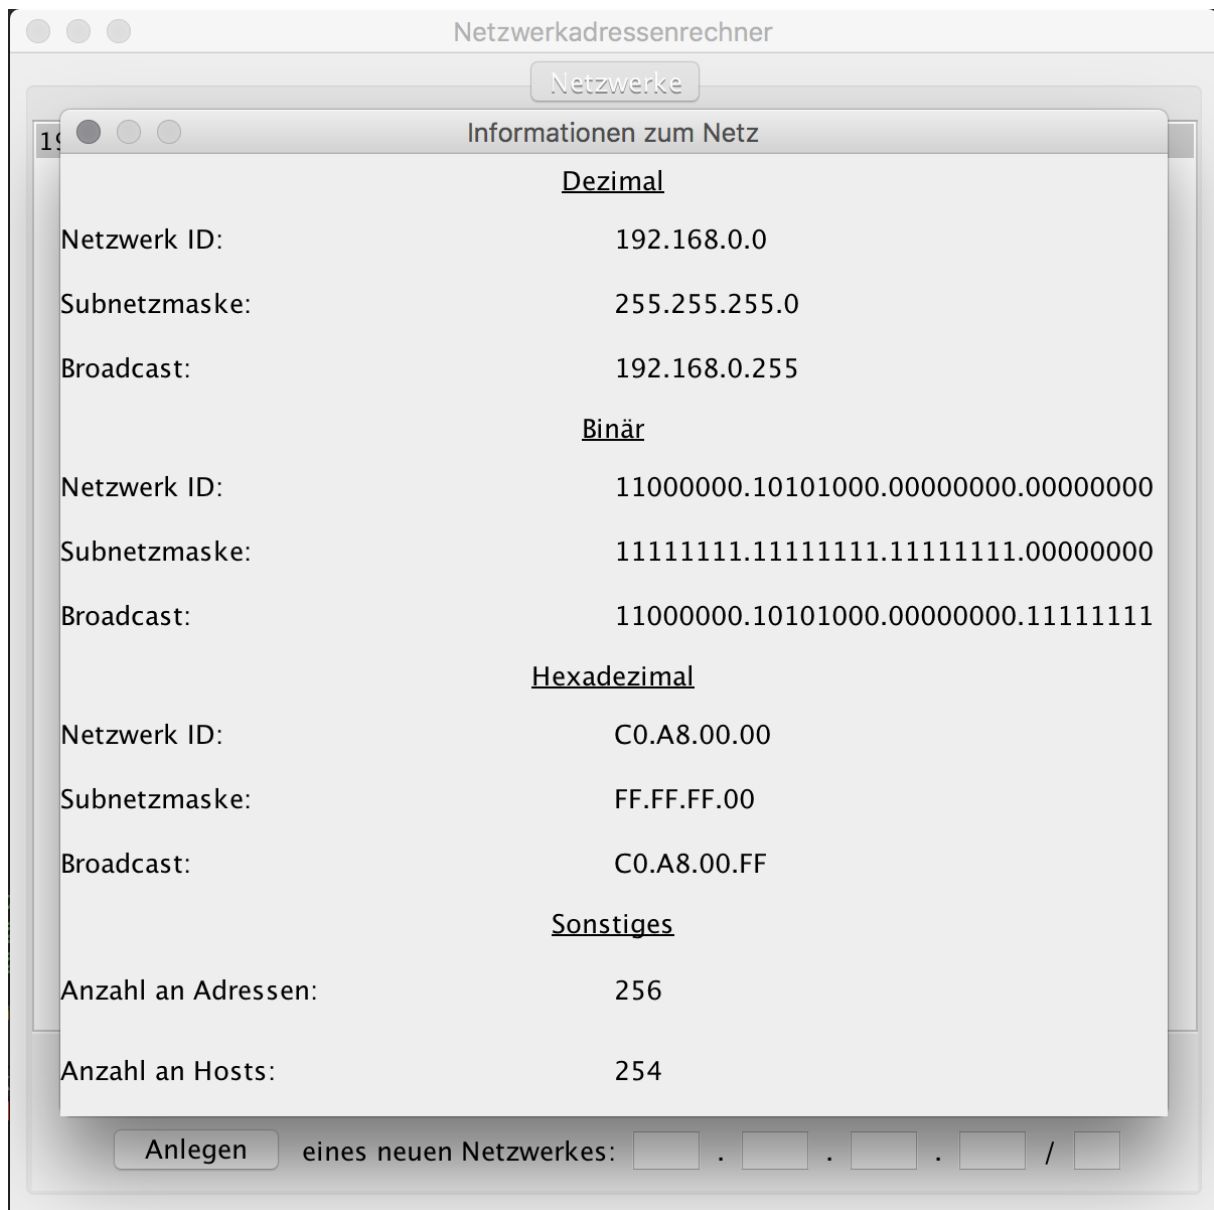 Netzwerkadressenrechner
Netzwerke
19
Informationen zum Netz
Dezimal
Netzwerk ID: 192.168.0.0
Subnetzmaske: 255.255.255.0
Broadcast: 192.168.0.255
Binär
Netzwerk ID: 11000000.10101000.00000000.00000000
Subnetzmaske: 11111111.11111111.11111111.00000000
Broadcast: 11000000.10101000.00000000.11111111
Hexadezimal
Netzwerk ID: C0.A8.00.00
Subnetzmaske: FF.FF.FF.00
Broadcast: C0.A8.00.FF
Sonstiges
Anzahl an Adressen: 256
Anzahl an Hosts: 254
Anlegen eines neuen Netzwerkes: . . . /